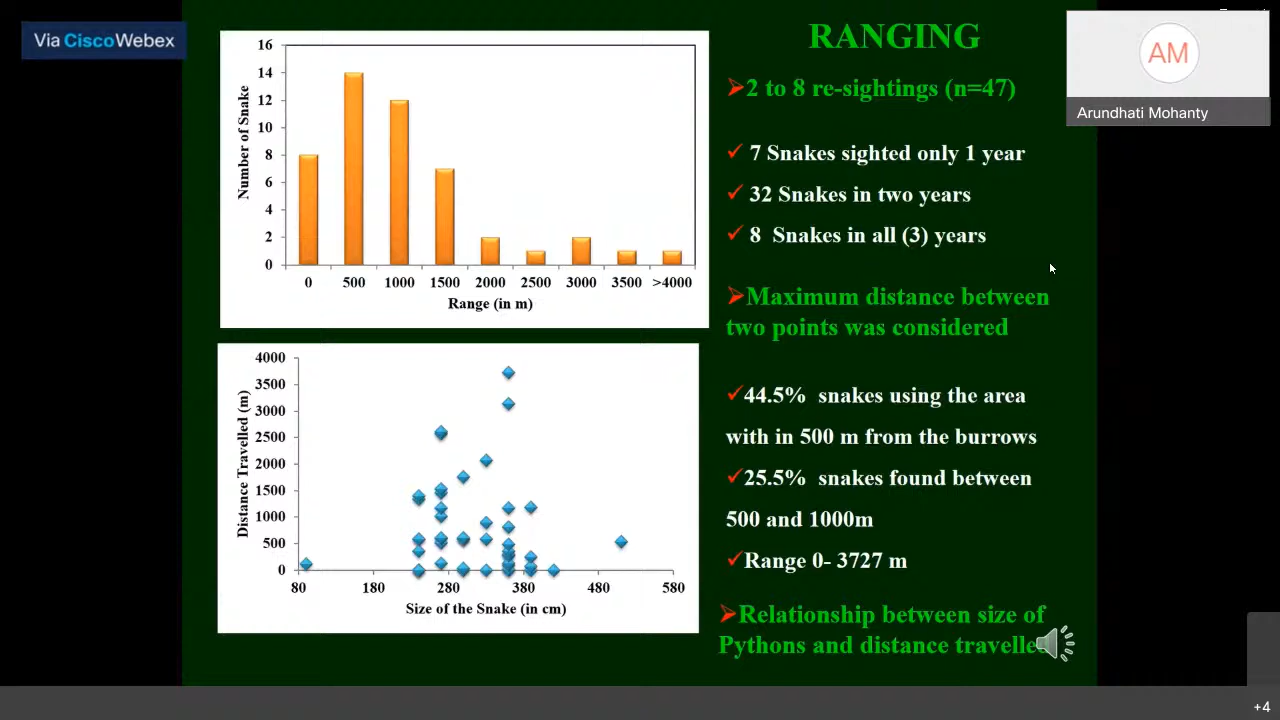 Via CiscoWebex
16
14
12
10
8
6
4
2
0
Number of Snake
0 500 1000 1500 2000 2500 3000 3500 >4000
Range (in m)
4000
3500
3000
2500
2000
1500
1000
500
0
Distance Travelled (m)
80 180 280 380 480 580
Size of the Snake (in cm)
RANGING
2 to 8 re-sightings (n=47)
7 Snakes sighted only 1 year
32 Snakes in two years
8 Snakes in all (3) years
Maximum distance between
two points was considered
44.5% snakes using the area
with in 500 m from the burrows
25.5% snakes found between
500 and 1000m
Range 0- 3727 m
Relationship between size of
Pythons and distance travelle
AM
Arundhati Mohanty
+4